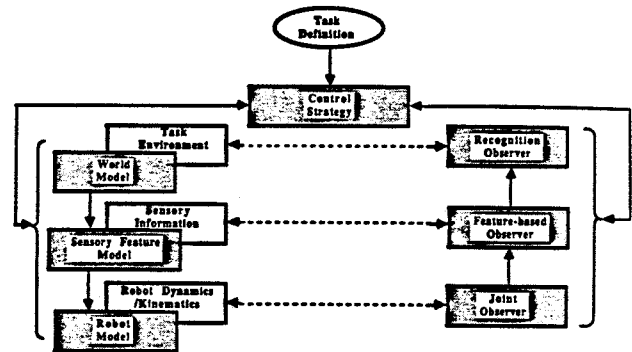 Task
Definition
Control
Strategy
Task
Environment
World
Model
Recognition
Observer
Sensory
Information
Sensory Feature
Model
Feature-based
Observer
Robot Dynamics
/Kinematics
Robot
Model
Joint
Observer